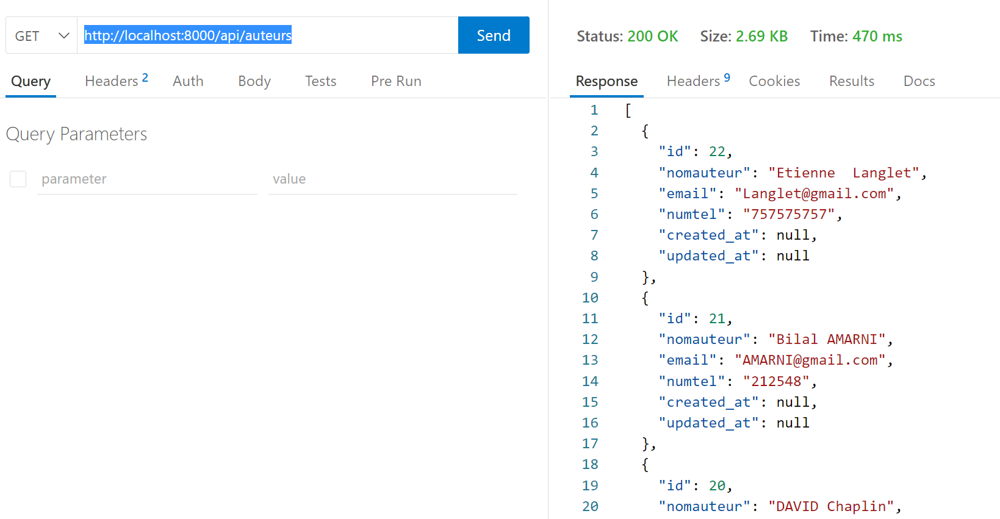 GET http://localhost:8000/api/auteurs Send
Query Headers 2 Auth Body Tests Pre Run
Query Parameters
parameter value
Status: 200 OK Size: 2.69 KB Time: 470 ms
Response Headers 9 Cookies Results Docs
1 [
2 {
3 "id": 22,
4 "nomauteur": "Etienne  Langlet",
5 "email": "Langlet@gmail.com",
6 "numtel": "757575757",
7 "created_at": null,
8 "updated_at": null
9 },
10 {
11 "id": 21,
12 "nomauteur": "Bilal AMARNI",
13 "email": "AMARNI@gmail.com",
14 "numtel": "212548",
15 "created_at": null,
16 "updated_at": null
17 },
18 {
19 "id": 20,
20 "nomauteur": "DAVID Chaplin",